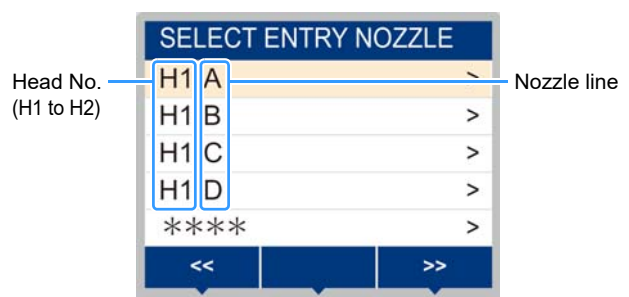 SELECT ENTRY NOZZLE
Head No.
(H1 to H2)
H1 A >
Nozzle line
H1 B >
H1 C >
H1 D >
**** >
<< >>